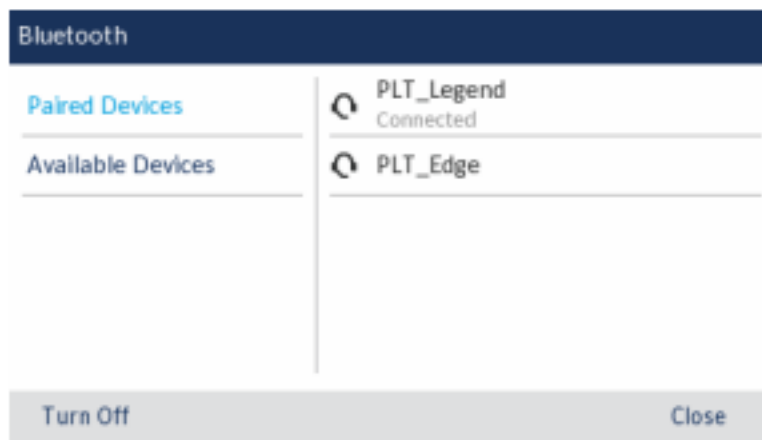 Bluetooth
Paired Devices
Available Devices
PLT_Legend
Connected
PLT_Edge
Turn Off
Close